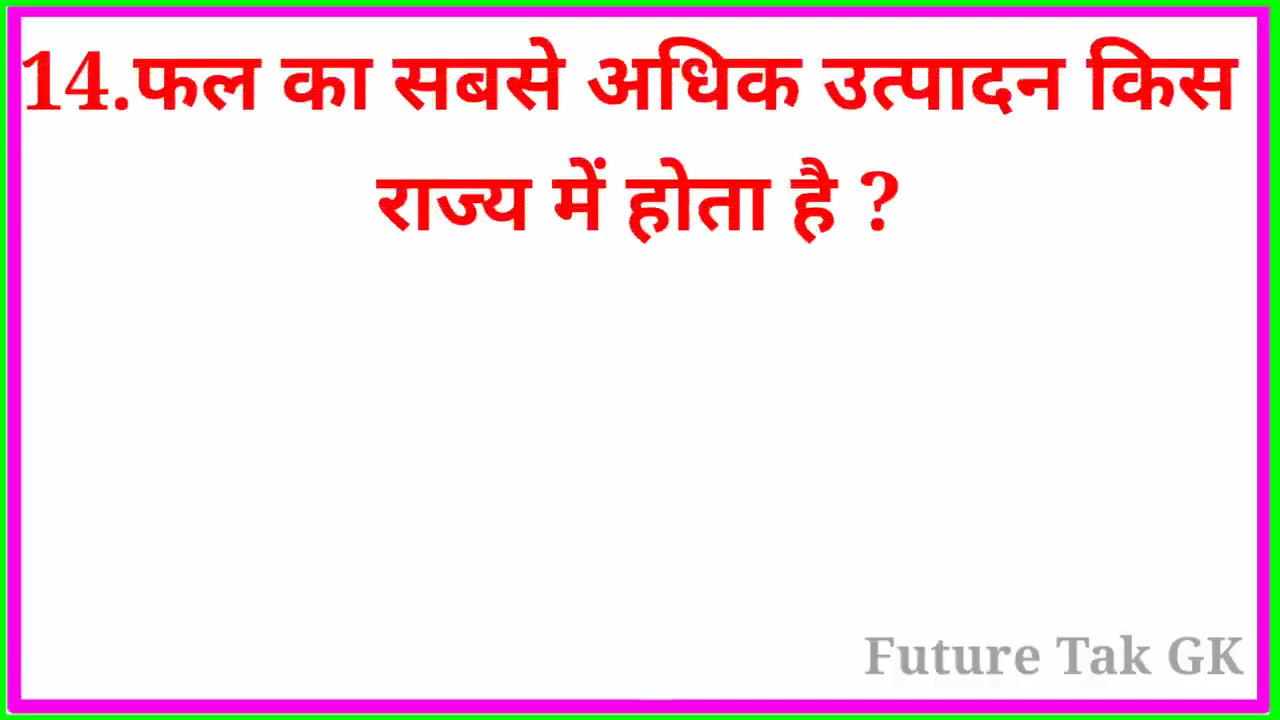 14.फल का सबसे अधिक उत्पादन किस
राज्य में होता है ?
Future Tak GK